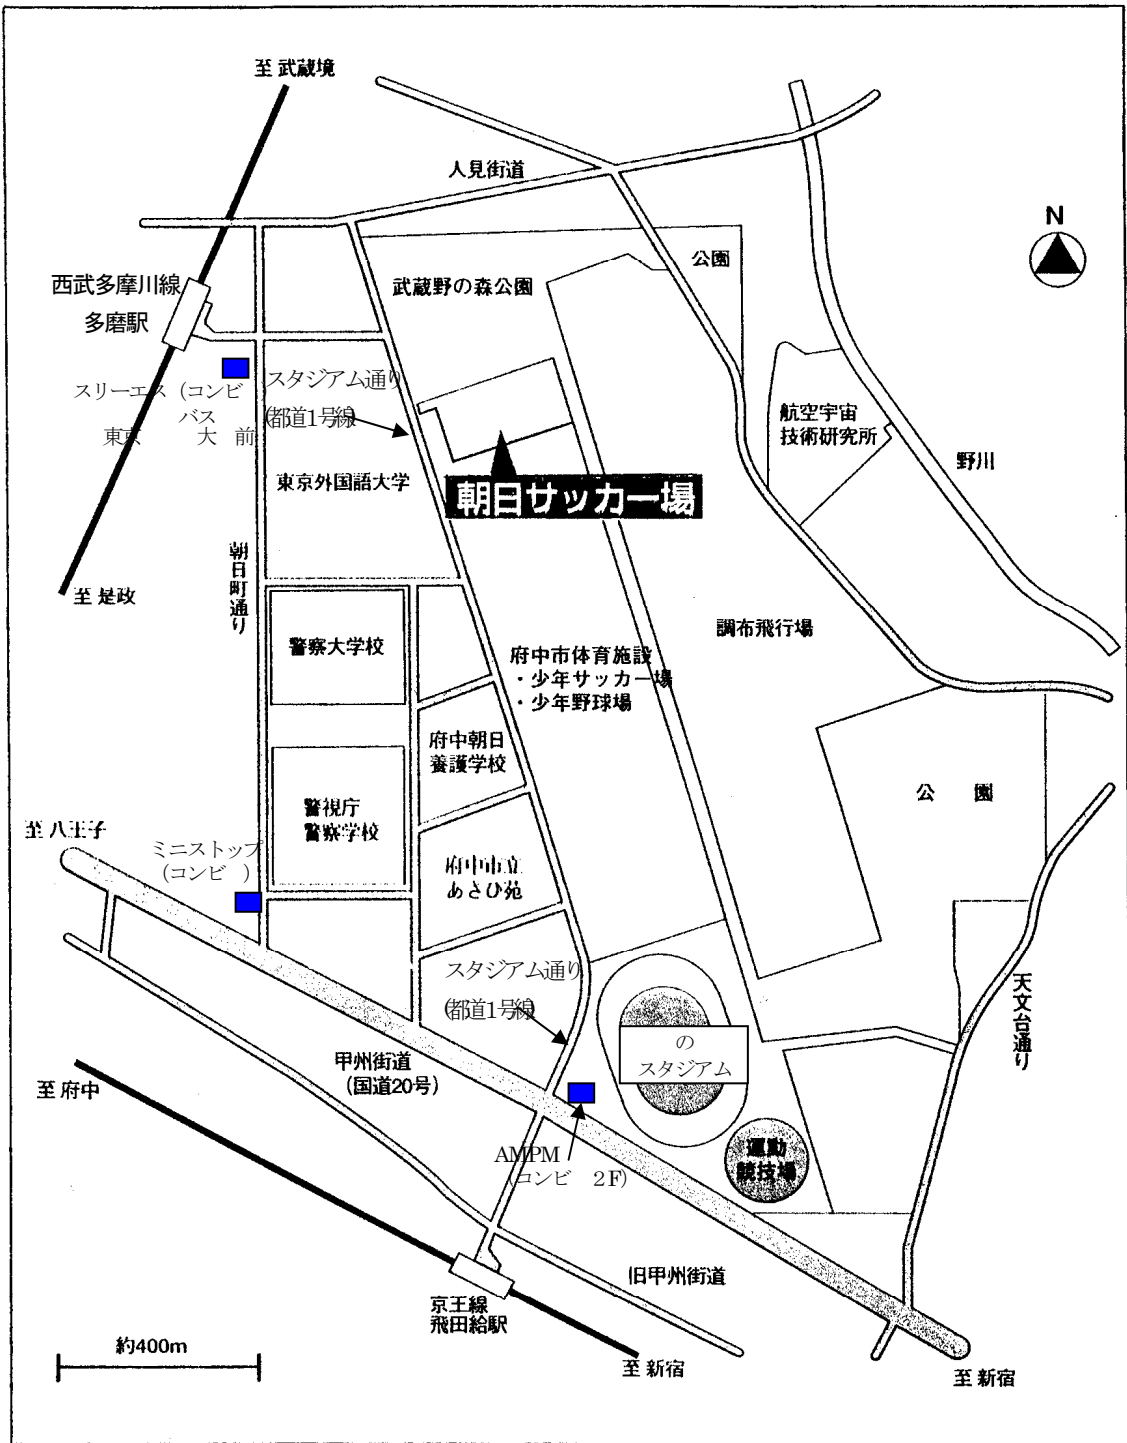 至 武蔵境
人見街道
N
公園
西武多摩川線
多磨駅
武蔵野の森公園
スリーエス (コンビ
バス
東京
大 前
スタジアム通り
(都道1号線)
航空宇宙
技術研究所
野川
東京外国語大学
朝日サッカー場
朝日町通り
至 是政
警察大学校
府中市体育施設
・少年サッカー場
・少年野球場
調布飛行場
府中朝日
養護学校
公 園
警視庁
警察学校
至 八王子
ミニストップ
(コンビ )
府中市立
あさひ苑
スタジアム通り
(都道1号線)
天文台通り
の
スタジアム
甲州街道
(国道20号)
至 府中
AMPM
(コンビ 2F)
運動
競技場
旧甲州街道
京王線
飛田給駅
約400m
至 新宿
至 新宿